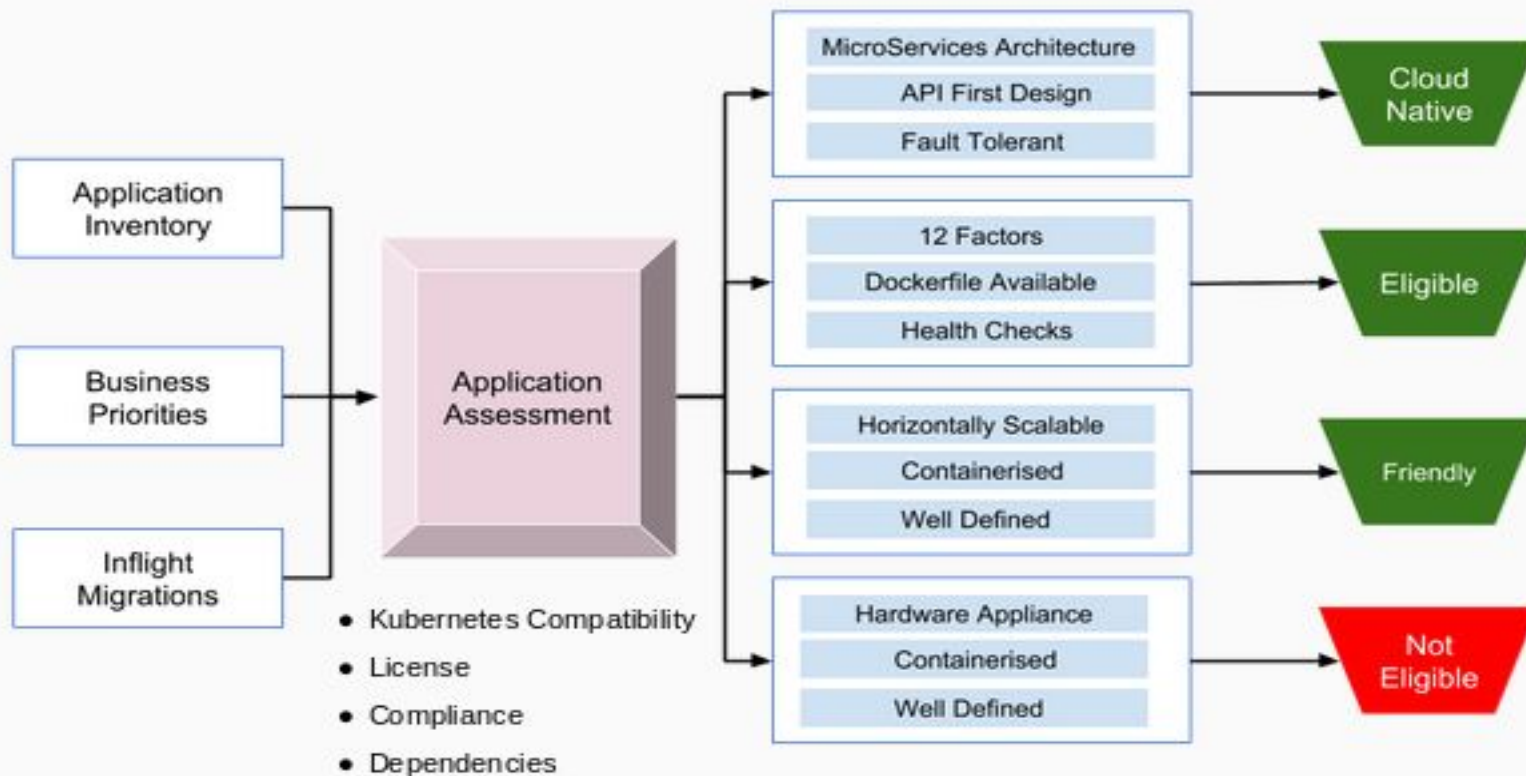 Application
Inventory
Business
Priorities
Inflight
Migrations
Application
Assessment
● Kubernetes Compatibility
● License
● Compliance
● Dependencies
MicroServices Architecture
API First Design
Fault Tolerant
Cloud
Native
12 Factors
Dockerfile Available
Health Checks
Eligible
Horizontally Scalable
Containerised
Well Defined
Friendly
Hardware Appliance
Containerised
Well Defined
Not
Eligible